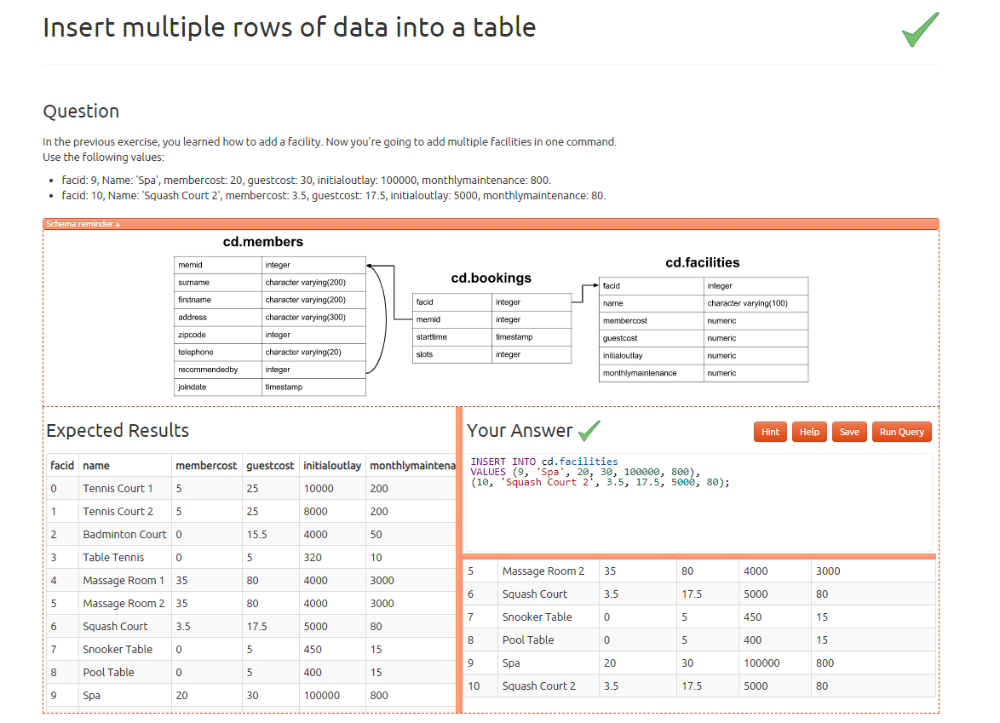 Insert multiple rows of data into a table
Question
In the previous exercise, you learned how to add a facility. Now you're going to add multiple facilities in one command.
Use the following values:
• facid: 9, Name: 'Spa', membercost: 20, guestcost: 30, initialoutlay: 100000, monthlymaintenance: 800.
• facid: 10, Name: 'Squash Court 2', membercost: 3.5, guestcost: 17.5, initialoutlay: 5000, monthlymaintenance: 80.
Schema reminder ▴
cd.members
memid integer
surname character varying(200)
firstname character varying(200)
address character varying(300)
zipcode integer
telephone character varying(20)
recommendedby integer
joindate timestamp
cd.bookings
facid integer
memid integer
starttime timestamp
slots integer
cd.facilities
facid integer
name character varying(100)
membercost numeric
guestcost numeric
initialoutlay numeric
monthlymaintenance numeric
Expected Results
facid name membercost guestcost initialoutlay monthlymaintena
0 Tennis Court 1 5 25 10000 200
1 Tennis Court 2 5 25 8000 200
2 Badminton Court 0 15.5 4000 50
3 Table Tennis 0 5 320 10
4 Massage Room 1 35 80 4000 3000
5 Massage Room 2 35 80 4000 3000
6 Squash Court 3.5 17.5 5000 80
7 Snooker Table 0 5 450 15
8 Pool Table 0 5 400 15
9 Spa 20 30 100000 800
Your Answer
Hint Help Save Run Query
INSERT INTO cd.facilities
VALUES (9, 'Spa', 20, 30, 100000, 800),
(10, 'Squash Court 2', 3.5, 17.5, 5000, 80);
5 Massage Room 2 35 80 4000 3000
6 Squash Court 3.5 17.5 5000 80
7 Snooker Table 0 5 450 15
8 Pool Table 0 5 400 15
9 Spa 20 30 100000 800
10 Squash Court 2 3.5 17.5 5000 80